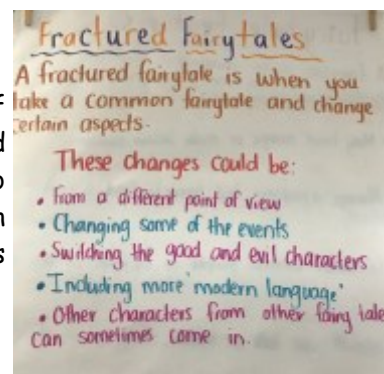 Fractured Fairytales
A fractured fairytale is when you
take a common fairytale and change
certain aspects.
These changes could be:
• From a different point of view
• Changing some of the events
• Switching the good and evil characters
• Including more 'modern language'
• Other characters from other fairy tale
can sometimes come in.